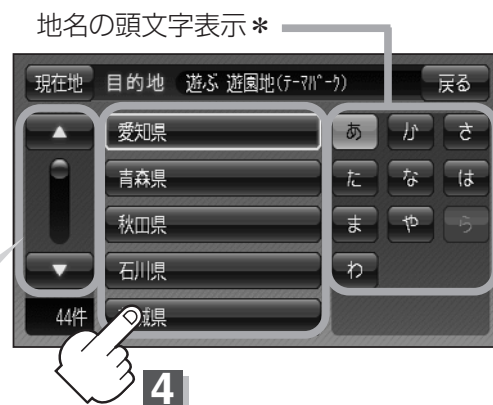 地名の頭文字表示＊
現在地 目的地 遊ぶ 遊園地(ﾃｰﾏﾊﾟｰｸ) 戻る
▲ 愛知県 あ か さ
青森県 た な は
秋田県 ま や ら
▼ 石川県 わ
44件 城県
4